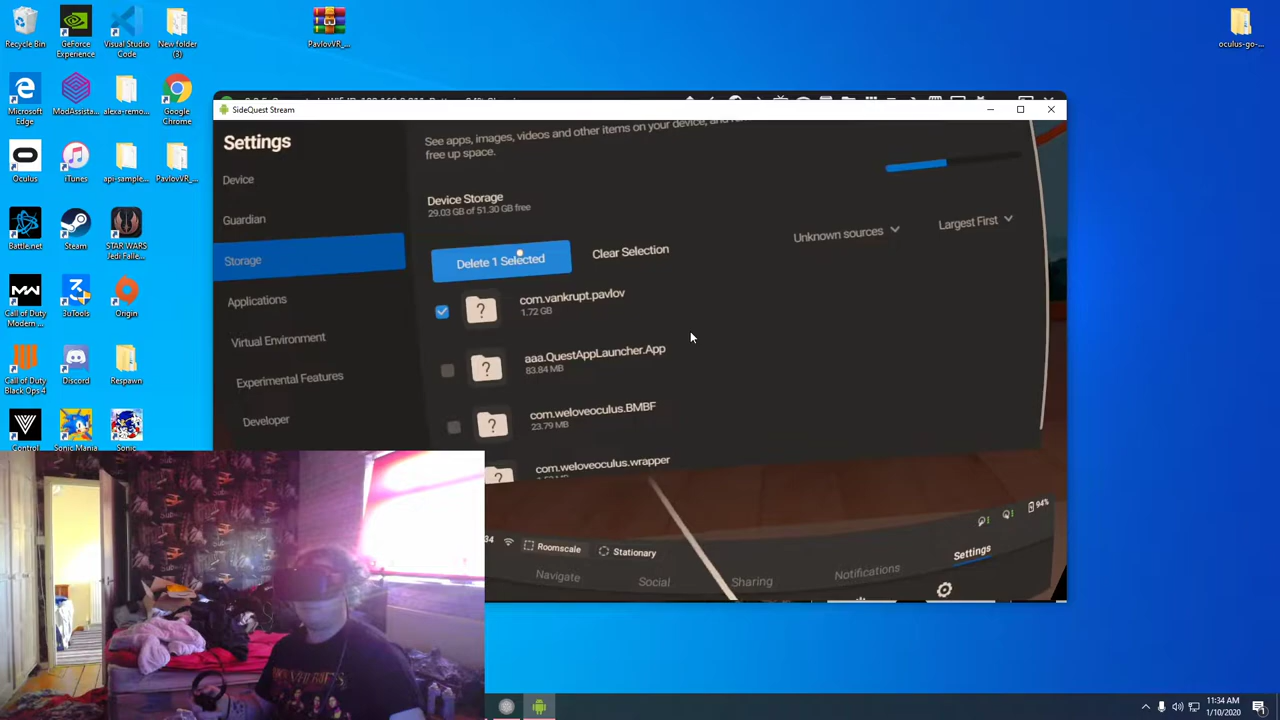 Recycle Bin
GeForce
Experience
Visual Studio
Code
New folder
(3)
PavlovVR_...
oculus-go-...
Microsoft
Edge
ModAssista...
alexa-remo...
Google
Chrome
Oculus
iTunes
api-sample...
PavlovVR_...
Battle.net
Steam
STAR WARS
Jedi Falle...
Call of Duty
Modern ...
3uTools
Origin
Call of Duty
Black Ops 4
Discord
Respawn
Control
Sonic Mania
Sonic
SideQuest Stream
Settings
Device
Guardian
Storage
Applications
Virtual Environment
Experimental Features
Developer
See apps, images, videos and other items on your device, and
free up space.
Device Storage
29.03 GB of 51.30 GB free
Unknown sources
Largest First
Delete 1 Selected
Clear Selection
com.vankrupt.pavlov
1.72 GB
aaa.QuestAppLauncher.App
83.84 MB
com.weloveoculus.BMBF
23.79 MB
com.weloveoculus.wrapper
34
Roomscale
Stationary
94%
Navigate
Social
Sharing
Notifications
Settings
11:34 AM
1/10/2020